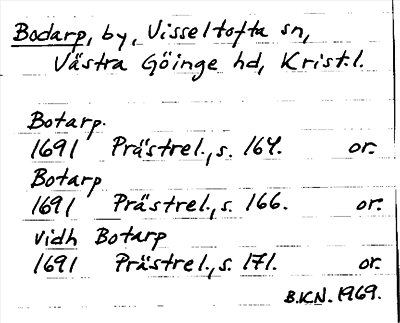 Bodarp, by, Visseltofta sn,
Västra Göinge hd, Krist:l.
Botarp.
1691 Prästrel., s. 164. or.
Botarp
1691 Prästrel., s. 166. or.
vidh Botarp
1691 Prästrel., s. 171. or.
B.K.N. 1969.